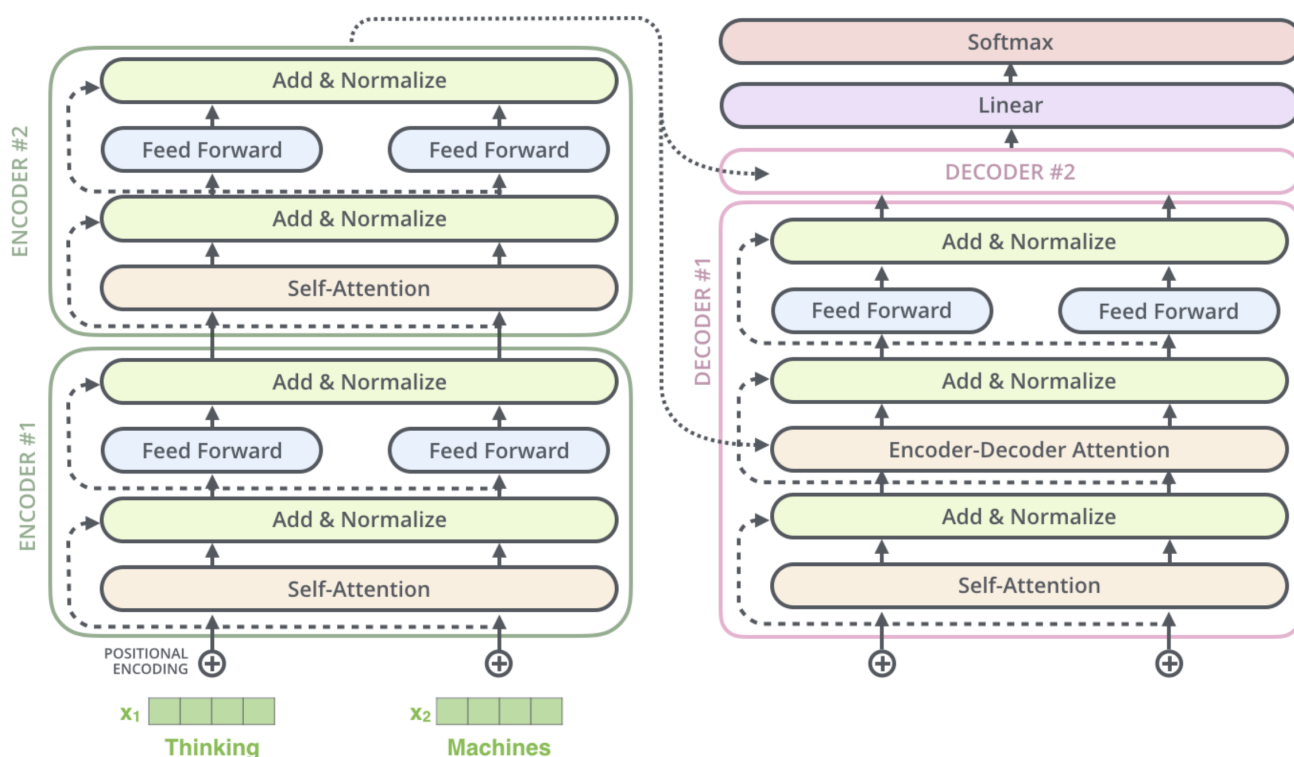 ENCODER #2
Add & Normalize
Feed Forward
Feed Forward
Add & Normalize
Self-Attention
ENCODER #1
Add & Normalize
Feed Forward
Feed Forward
Add & Normalize
Self-Attention
POSITIONAL
ENCODING
x₁
x₂
Thinking
Machines
Softmax
Linear
DECODER #2
DECODER #1
Add & Normalize
Feed Forward
Feed Forward
Add & Normalize
Encoder-Decoder Attention
Add & Normalize
Self-Attention